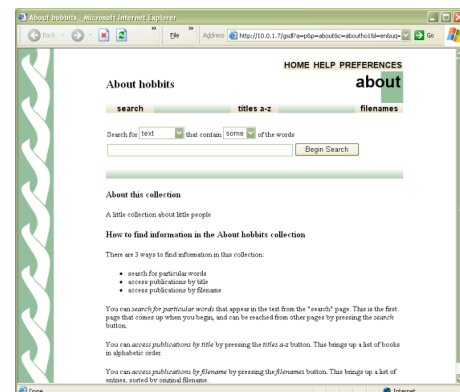 About hobbits - Microsoft Internet Explorer
Back
File
Address
http://10.0.1.7/gsdl?a=p&p=about&c=abouthob&l=en&uq=
Go
HOME HELP PREFERENCES
About hobbits
about
search titles a-z filenames
Search for text that contain some of the words
Begin Search
About this collection
A little collection about little people
How to find information in the About hobbits collection
There are 3 ways to find information in this collection:
search for particular words
access publications by title
access publications by filename
You can search for particular words that appear in the text from the "search" page. This is the first
page that comes up when you begin, and can be reached from other pages by pressing the search
button.
You can access publications by title by pressing the titles a-z button. This brings up a list of books
in alphabetic order.
You can access publications by filename by pressing the filenames button. This brings up a list of
entries, sorted by original filename.
Done
Internet